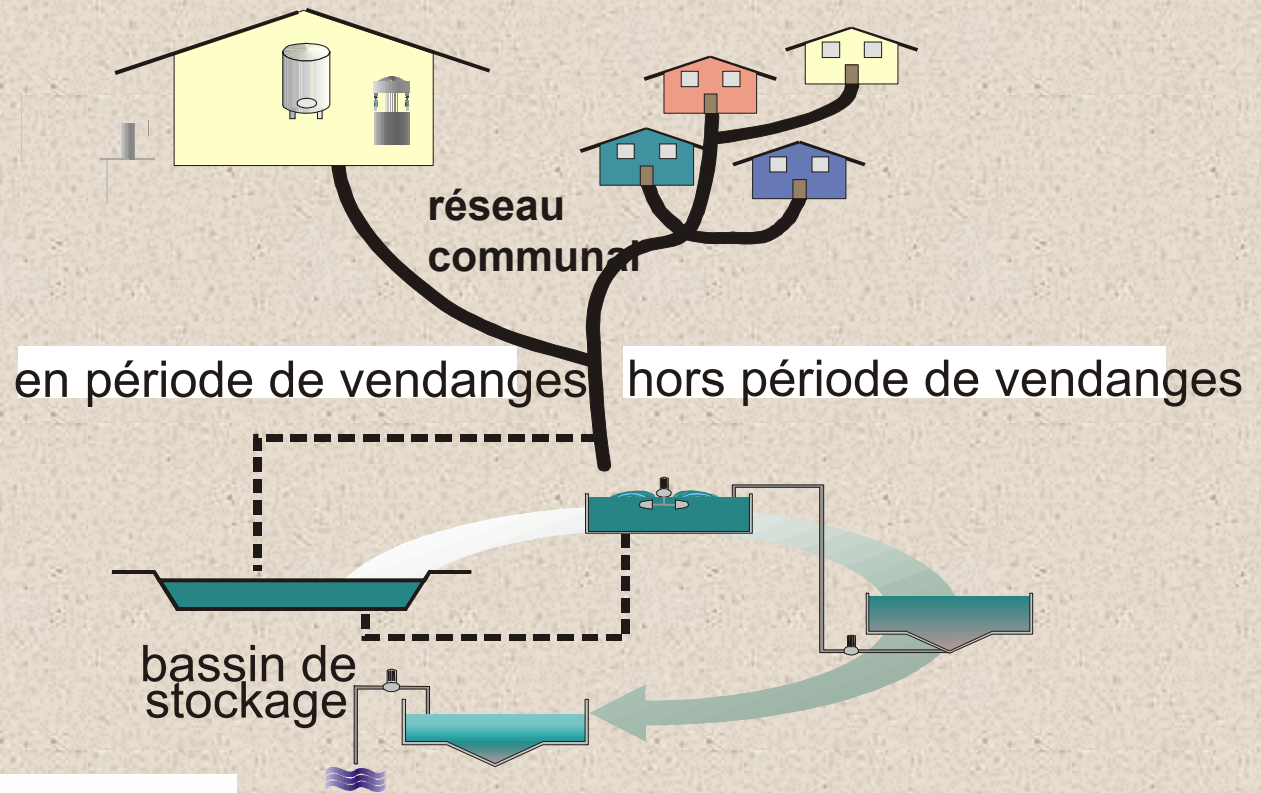 réseau
communal
en période de vendanges
hors période de vendanges
bassin de
stockage